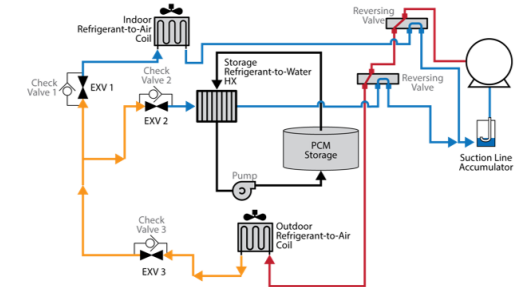 Indoor
Refrigerant-to-Air
Coil
Reversing
Valve
Check
Valve 1
EXV 1
Check
Valve 2
EXV 2
Storage
Refrigerant-to-Water
HX
Reversing
Valve
PCM
Storage
Suction Line
Accumulator
Pump
Check
Valve 3
EXV 3
Outdoor
Refrigerant-to-Air
Coil